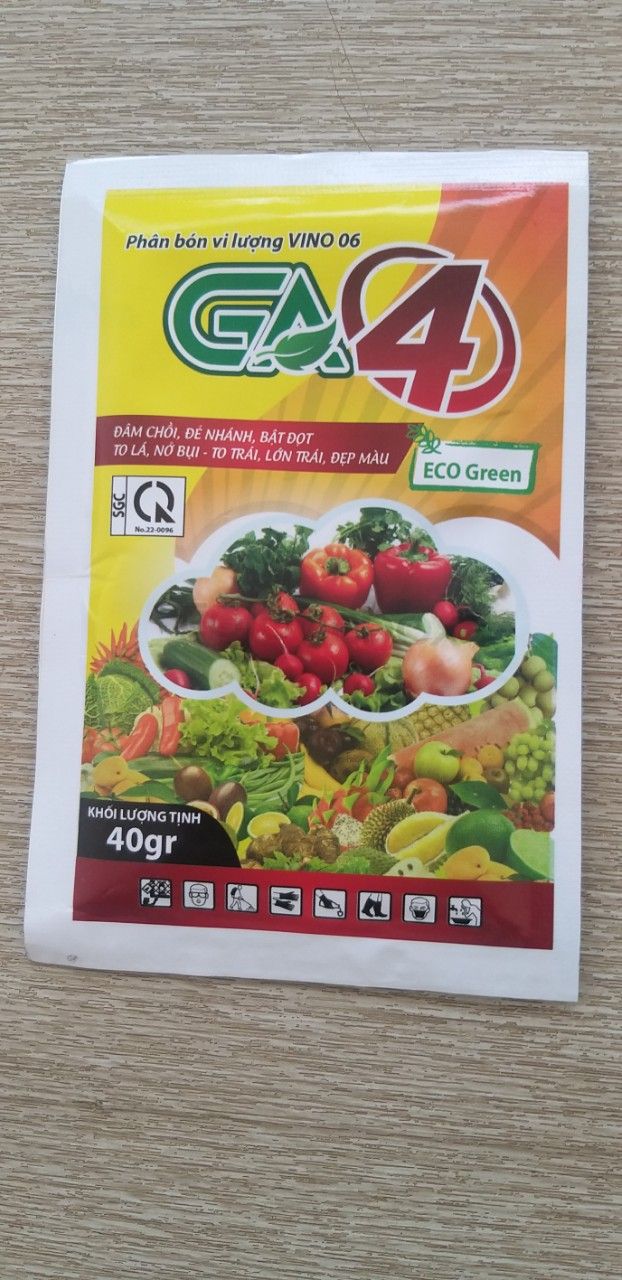 Phân bón vi lượng VINO 06
GA4
ĐÂM CHỒI, ĐẺ NHÁNH, BẬT ĐỌT
TO LÁ, NỞ BỤI - TO TRÁI, LỚN TRÁI, ĐẸP MÀU
ECO Green
SGC
No.22-0096
KHỐI LƯỢNG TỊNH
40gr